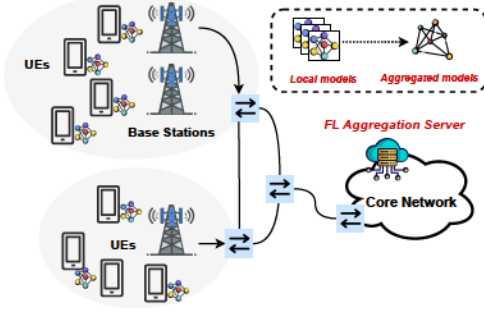 UEs
Base Stations
Local models
Aggregated models
FL Aggregation Server
Core Network
UEs